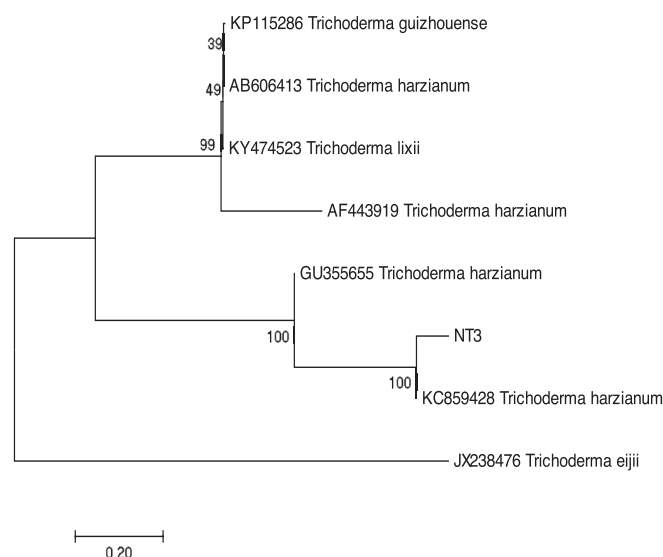 KP115286 Trichoderma guizhouense
39
AB606413 Trichoderma harzianum
49
99
KY474523 Trichoderma lixii
AF443919 Trichoderma harzianum
GU355655 Trichoderma harzianum
100
NT3
100
KC859428 Trichoderma harzianum
JX238476 Trichoderma eijii
0.20